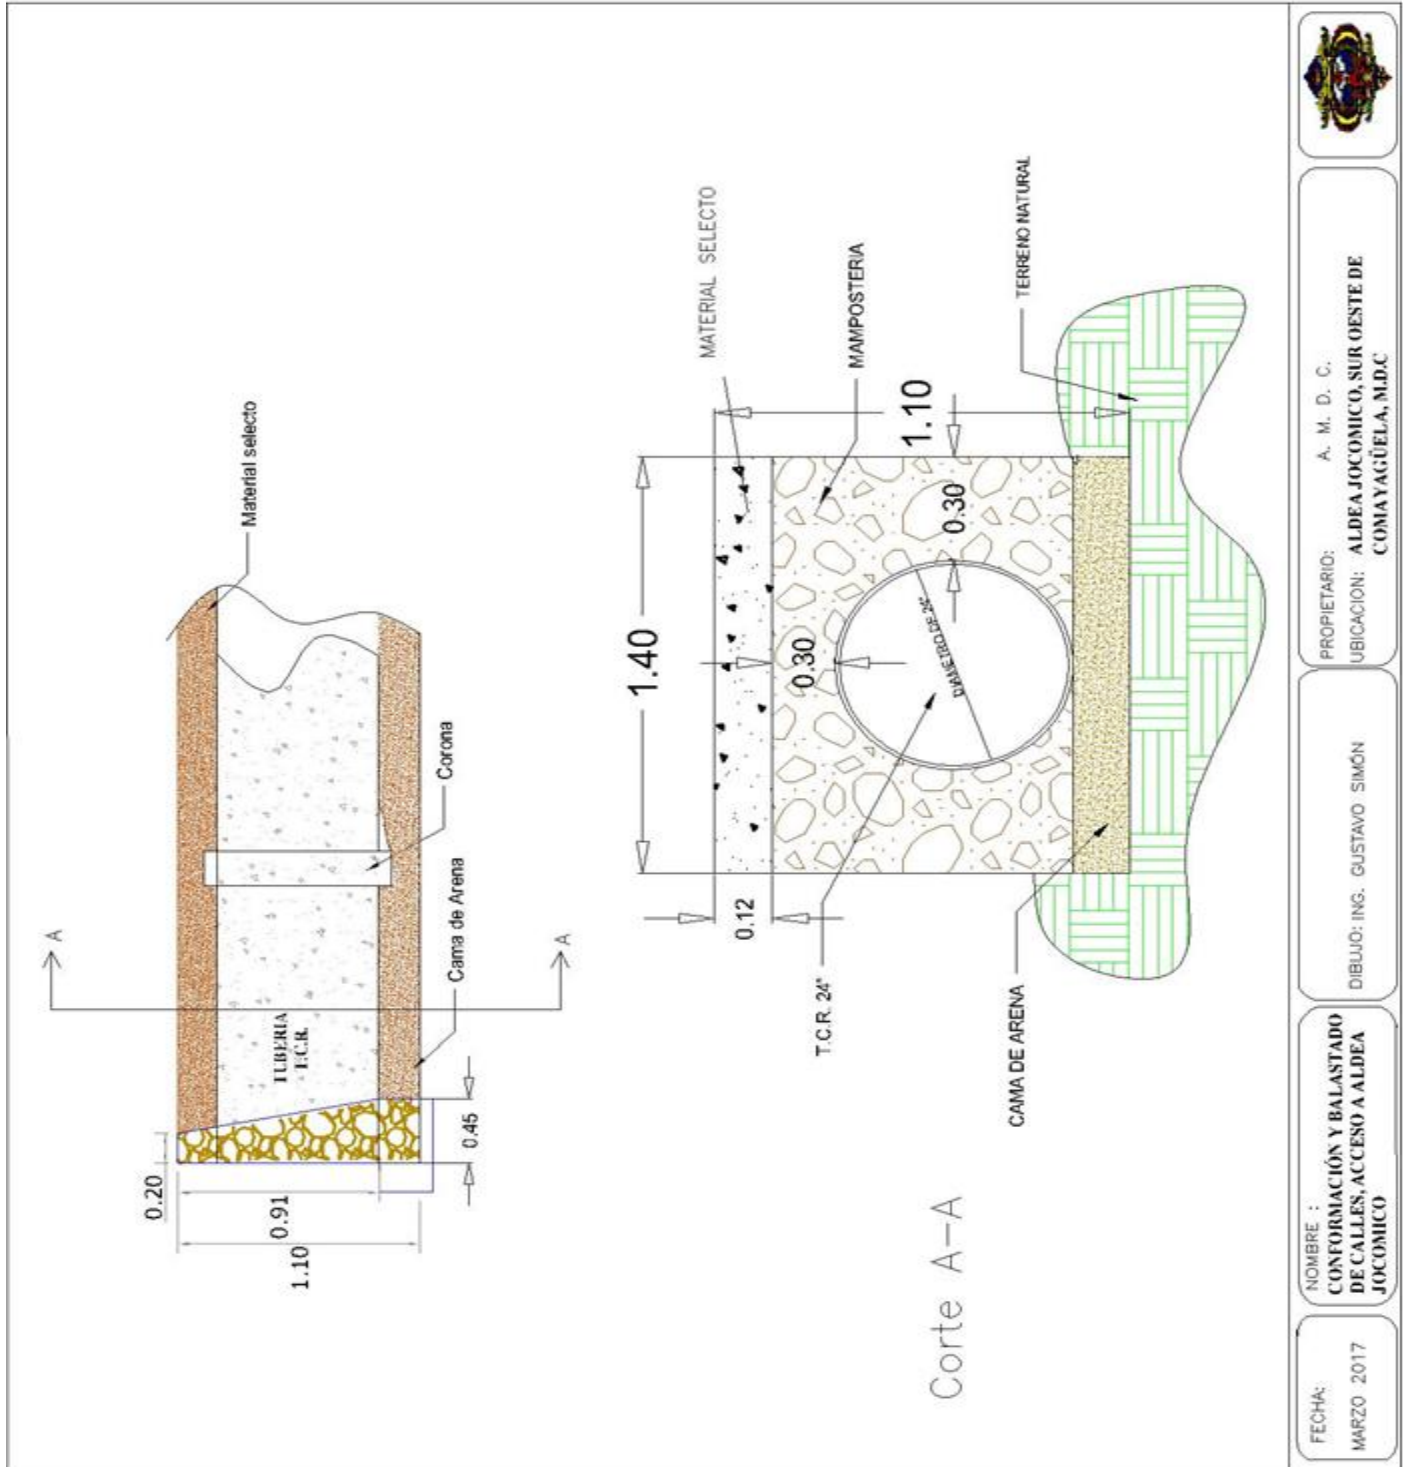 Material selecto
Corona
Cama de Arena
TUBERIA
T.C.R.
A
A
0.20
0.91
1.10
0.45
Corte A-A
1.40
MATERIAL SELECTO
MAMPOSTERIA
TERRENO NATURAL
1.10
0.30
0.30
DIAMETRO DE 24"
0.12
T.C.R. 24"
CAMA DE ARENA
FECHA:
MARZO 2017
NOMBRE :
CONFORMACIÓN Y BALASTADO
DE CALLES, ACCESO A ALDEA
JOCOMICO
DIBUJO: ING. GUSTAVO SIMÓN
PROPIETARIO: A. M. D. C.
UBICACION: ALDEA JOCOMICO, SUR OESTE DE
COMAYAGÜELA, M.D.C